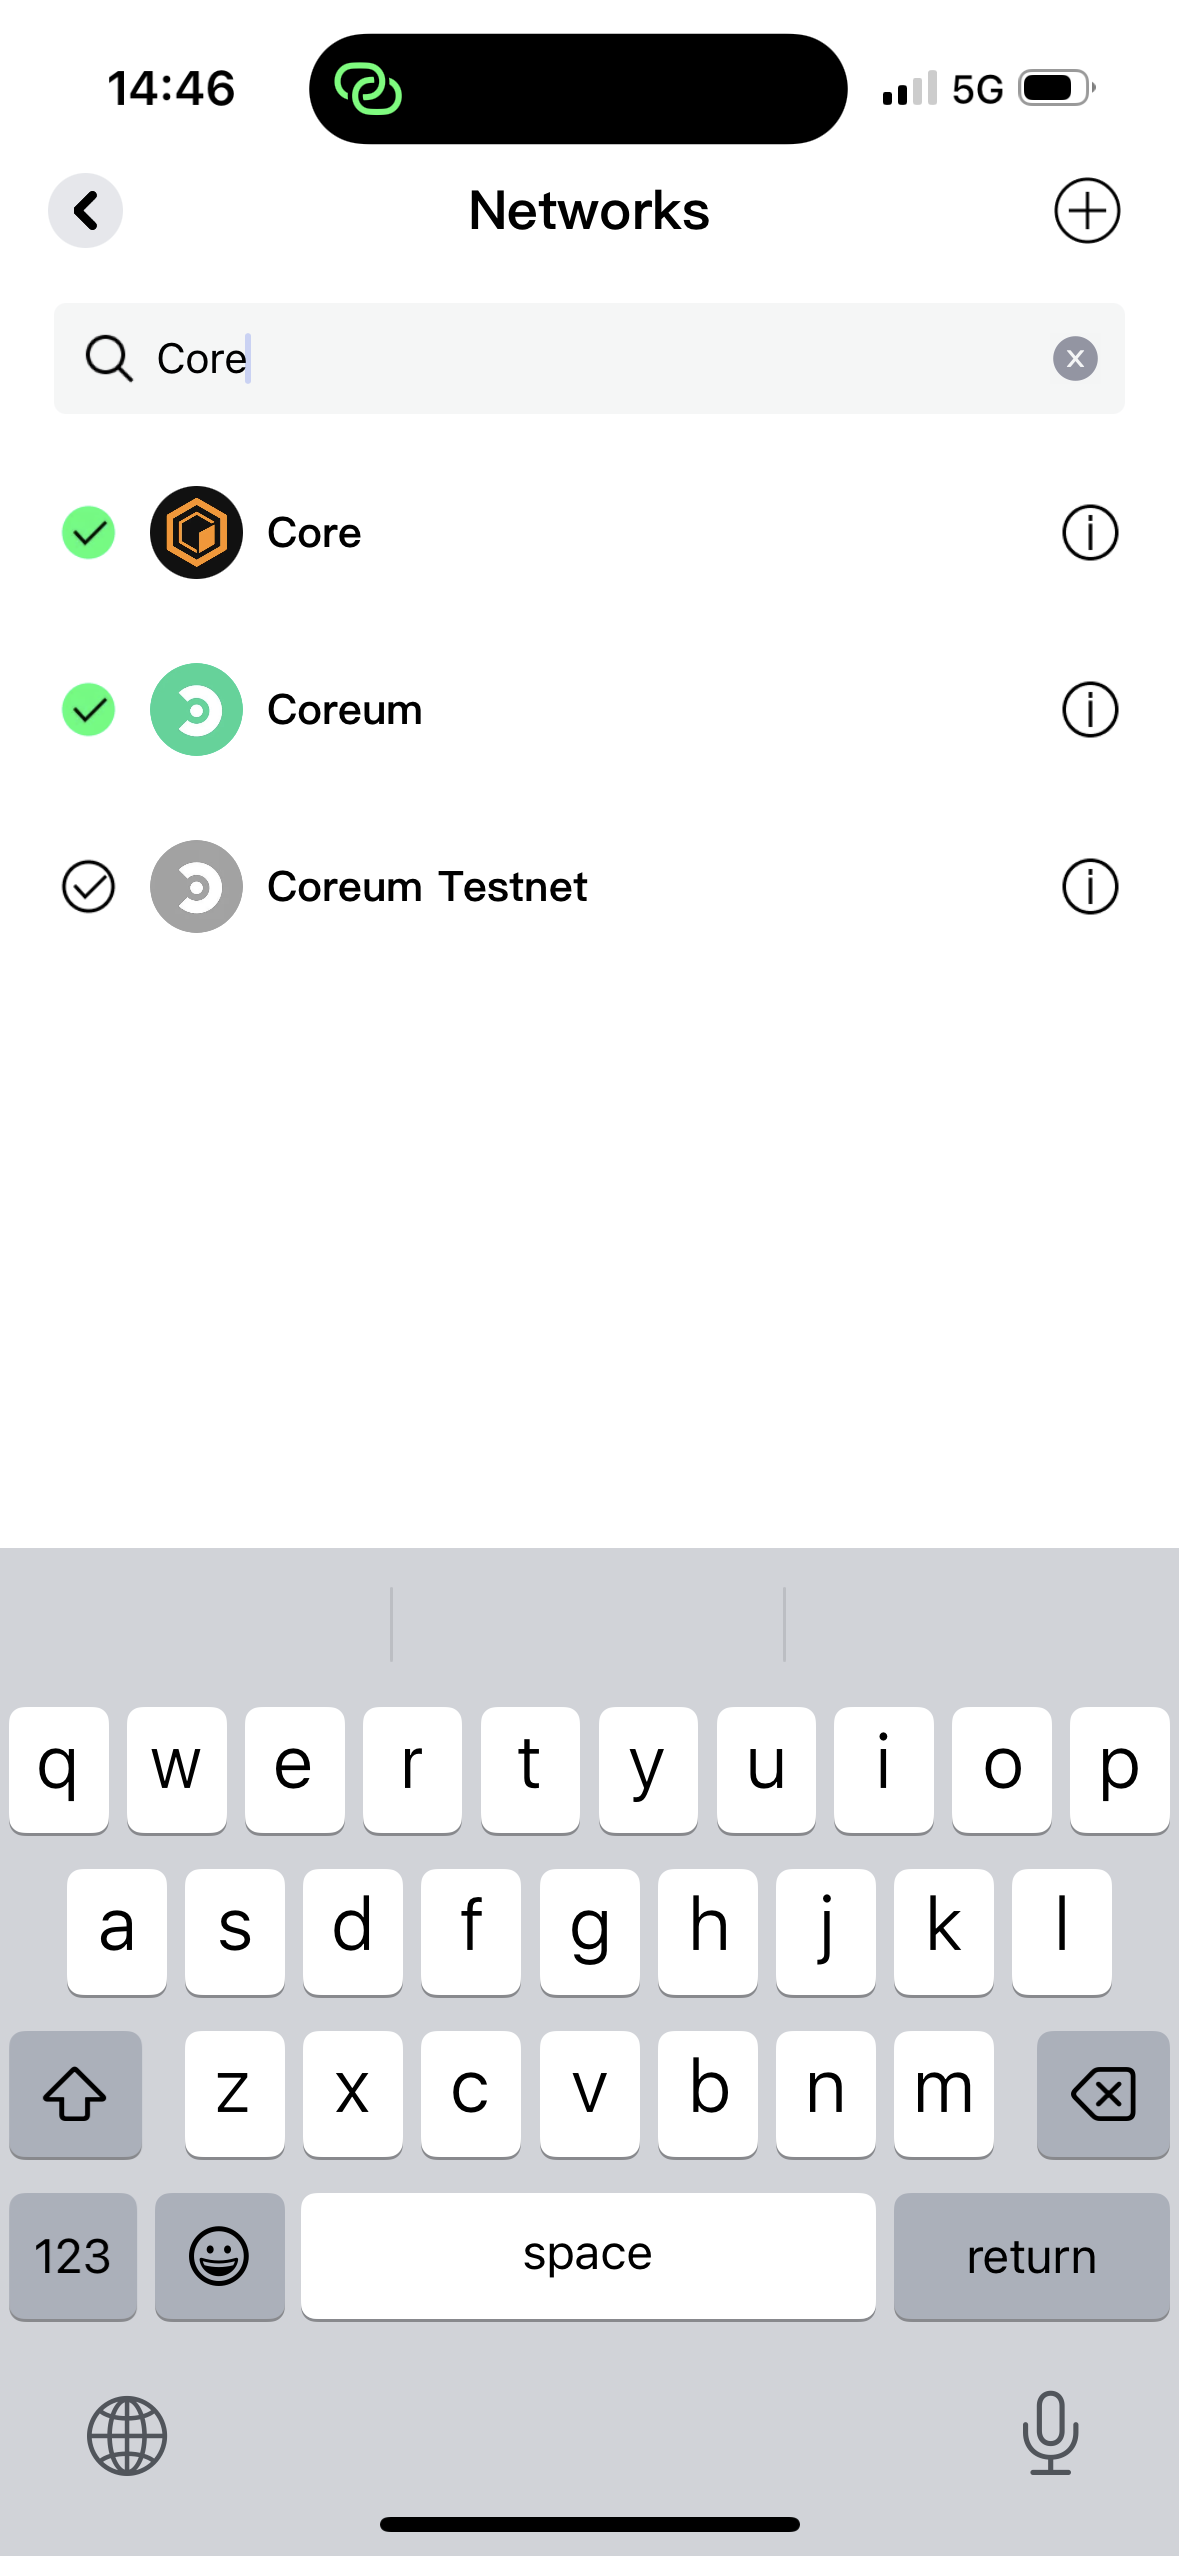 14:46
5G
Networks
Core
Core
Coreum
Coreum Testnet
q w e r t y u i o p
a s d f g h j k l
z x c v b n m
123 space return